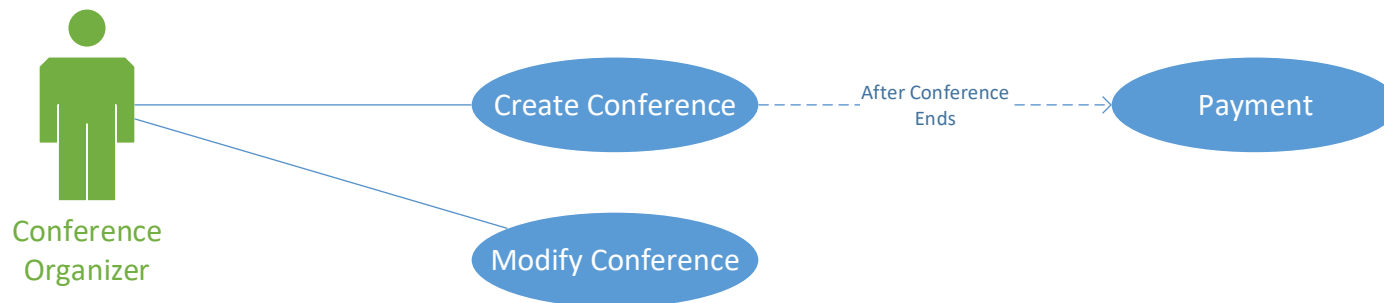 Create Conference
After Conference
Ends
Payment
Conference
Organizer
Modify Conference